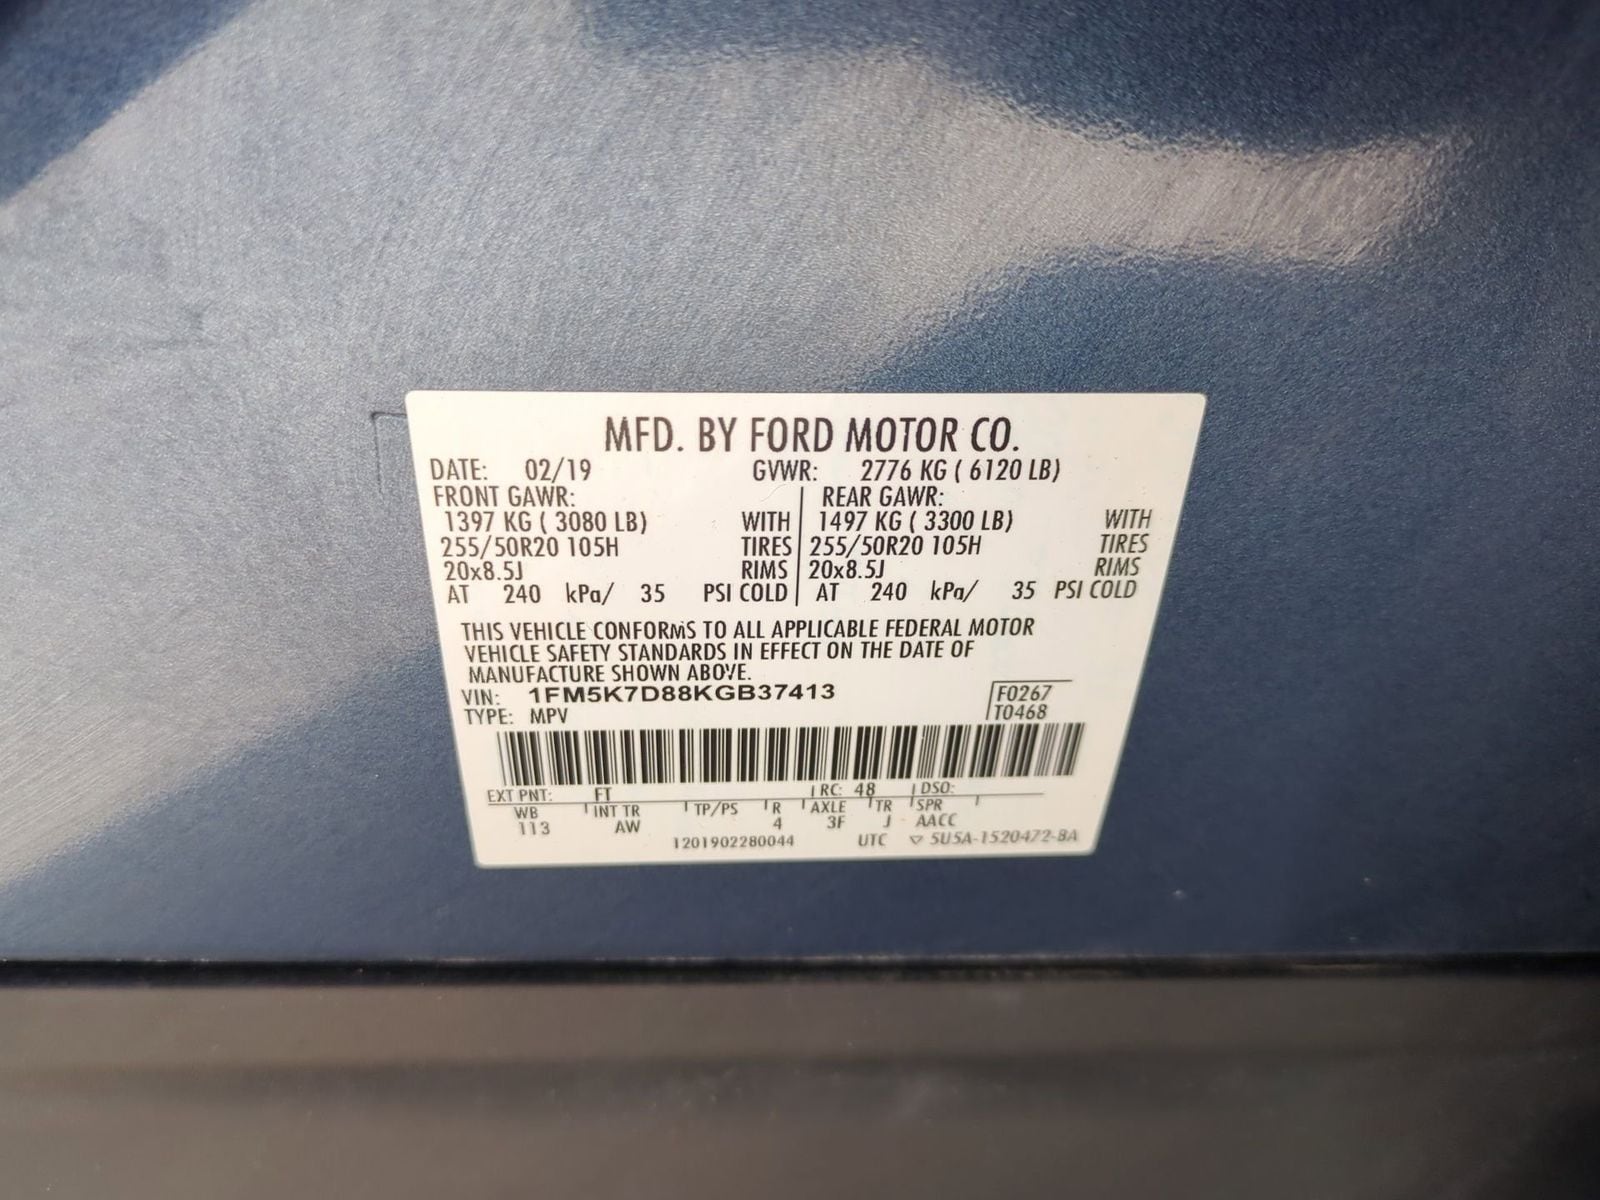 MFD. BY FORD MOTOR CO.
DATE: 02/19 GVWR: 2776 KG ( 6120 LB)
FRONT GAWR: REAR GAWR:
1397 KG ( 3080 LB) WITH 1497 KG ( 3300 LB) WITH
255/50R20 105H TIRES 255/50R20 105H TIRES
20x8.5J RIMS 20x8.5J RIMS
AT 240 kPa/ 35 PSI COLD AT 240 kPa/ 35 PSI COLD
THIS VEHICLE CONFORMS TO ALL APPLICABLE FEDERAL MOTOR
VEHICLE SAFETY STANDARDS IN EFFECT ON THE DATE OF
MANUFACTURE SHOWN ABOVE.
VIN: 1FM5K7D88KGB37413 F0267
TYPE: MPV T0468
EXT PNT: FT RC: 48 DSO:
WB INT TR TP/PS R AXLE TR SPR
113 AW 4 3F J AACC
1201902280044 UTC ▽ 5U5A-1520472-BA